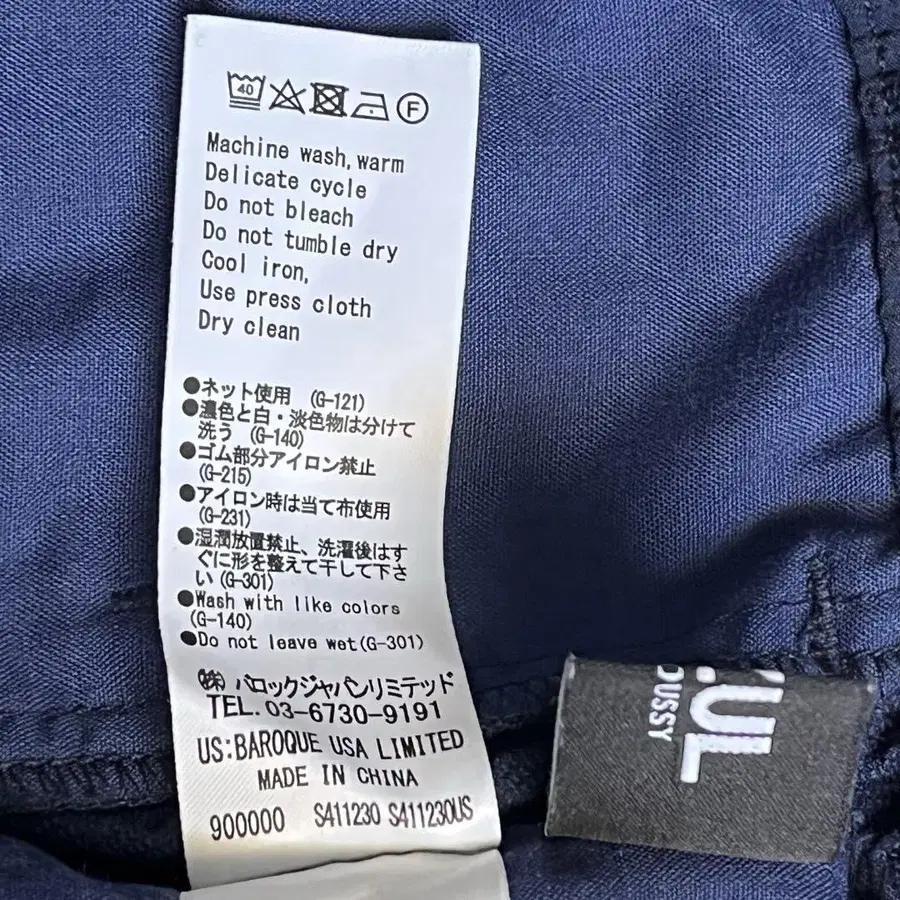 40
F
Machine wash, warm
Delicate cycle
Do not bleach
Do not tumble dry
Cool iron,
Use press cloth
Dry clean
●ネット使用 (G-121)
●濃色と白・淡色物は分けて
洗う (G-140)
●ゴム部分アイロン禁止
(G-215)
●アイロン時は当て布使用
(G-231)
●湿潤放置禁止、洗濯後はす
ぐに形を整えて干して下さ
い (G-301)
●Wash with like colors
(G-140)
●Do not leave wet(G-301)
㈱ バロックジャパンリミテッド
TEL. 03-6730-9191
US:BAROQUE USA LIMITED
MADE IN CHINA
900000 S411230 S411230US
UL
OUSSY